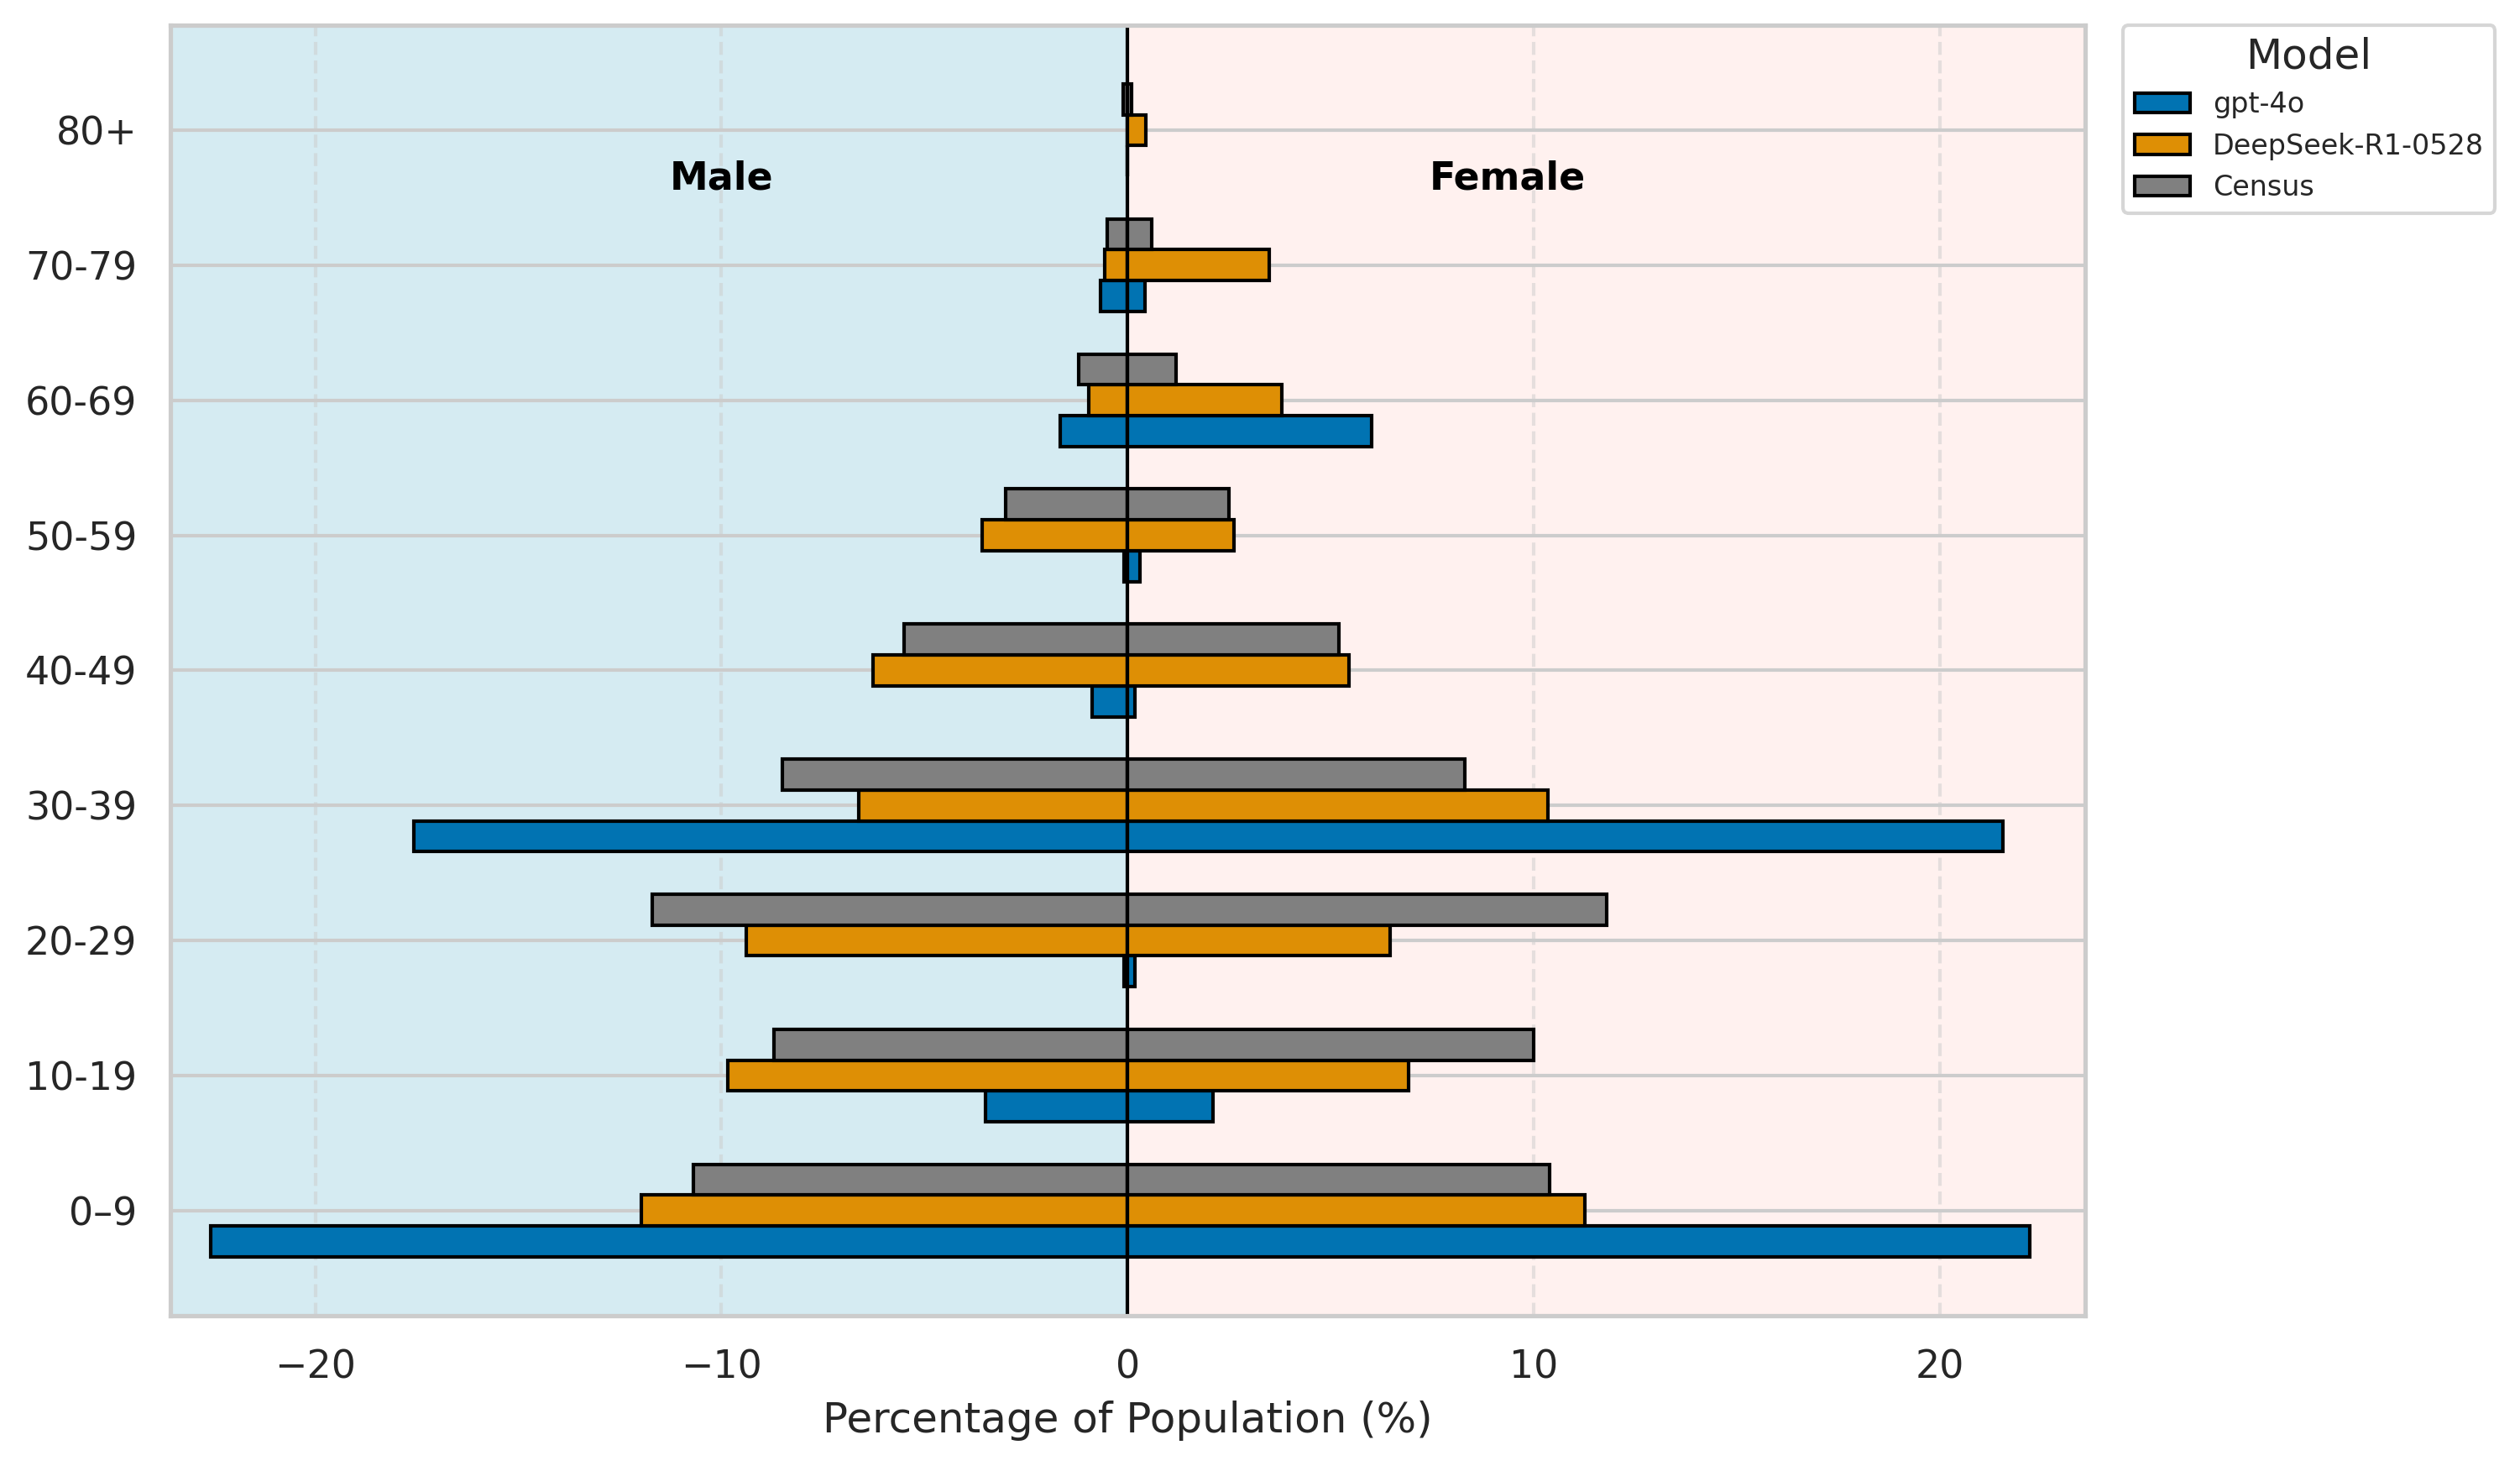 Model
gpt-4o
DeepSeek-R1-0528
Census
80+
Male
Female
70-79
60-69
50-59
40-49
30-39
20-29
10-19
0–9
−20
−10
0
10
20
Percentage of Population (%)